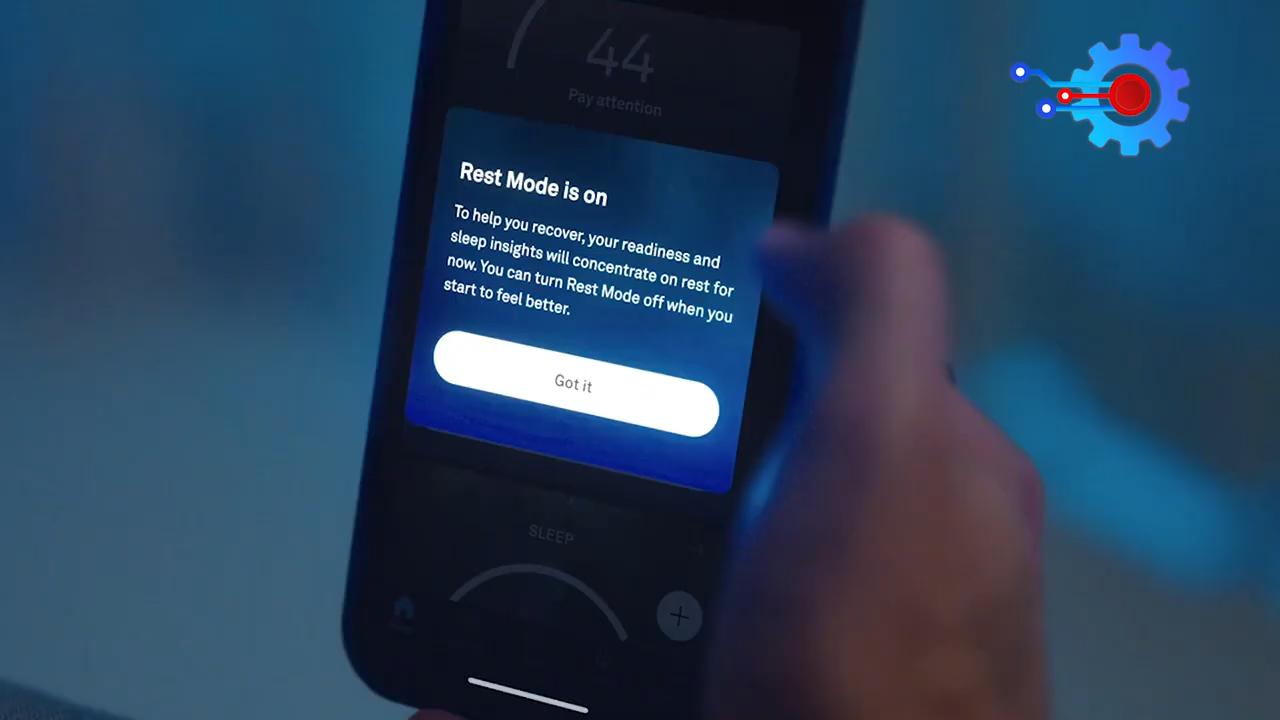 44
Pay attention
Rest Mode is on
To help you recover, your readiness and
sleep insights will concentrate on rest for
now. You can turn Rest Mode off when you
start to feel better.
Got it
SLEEP